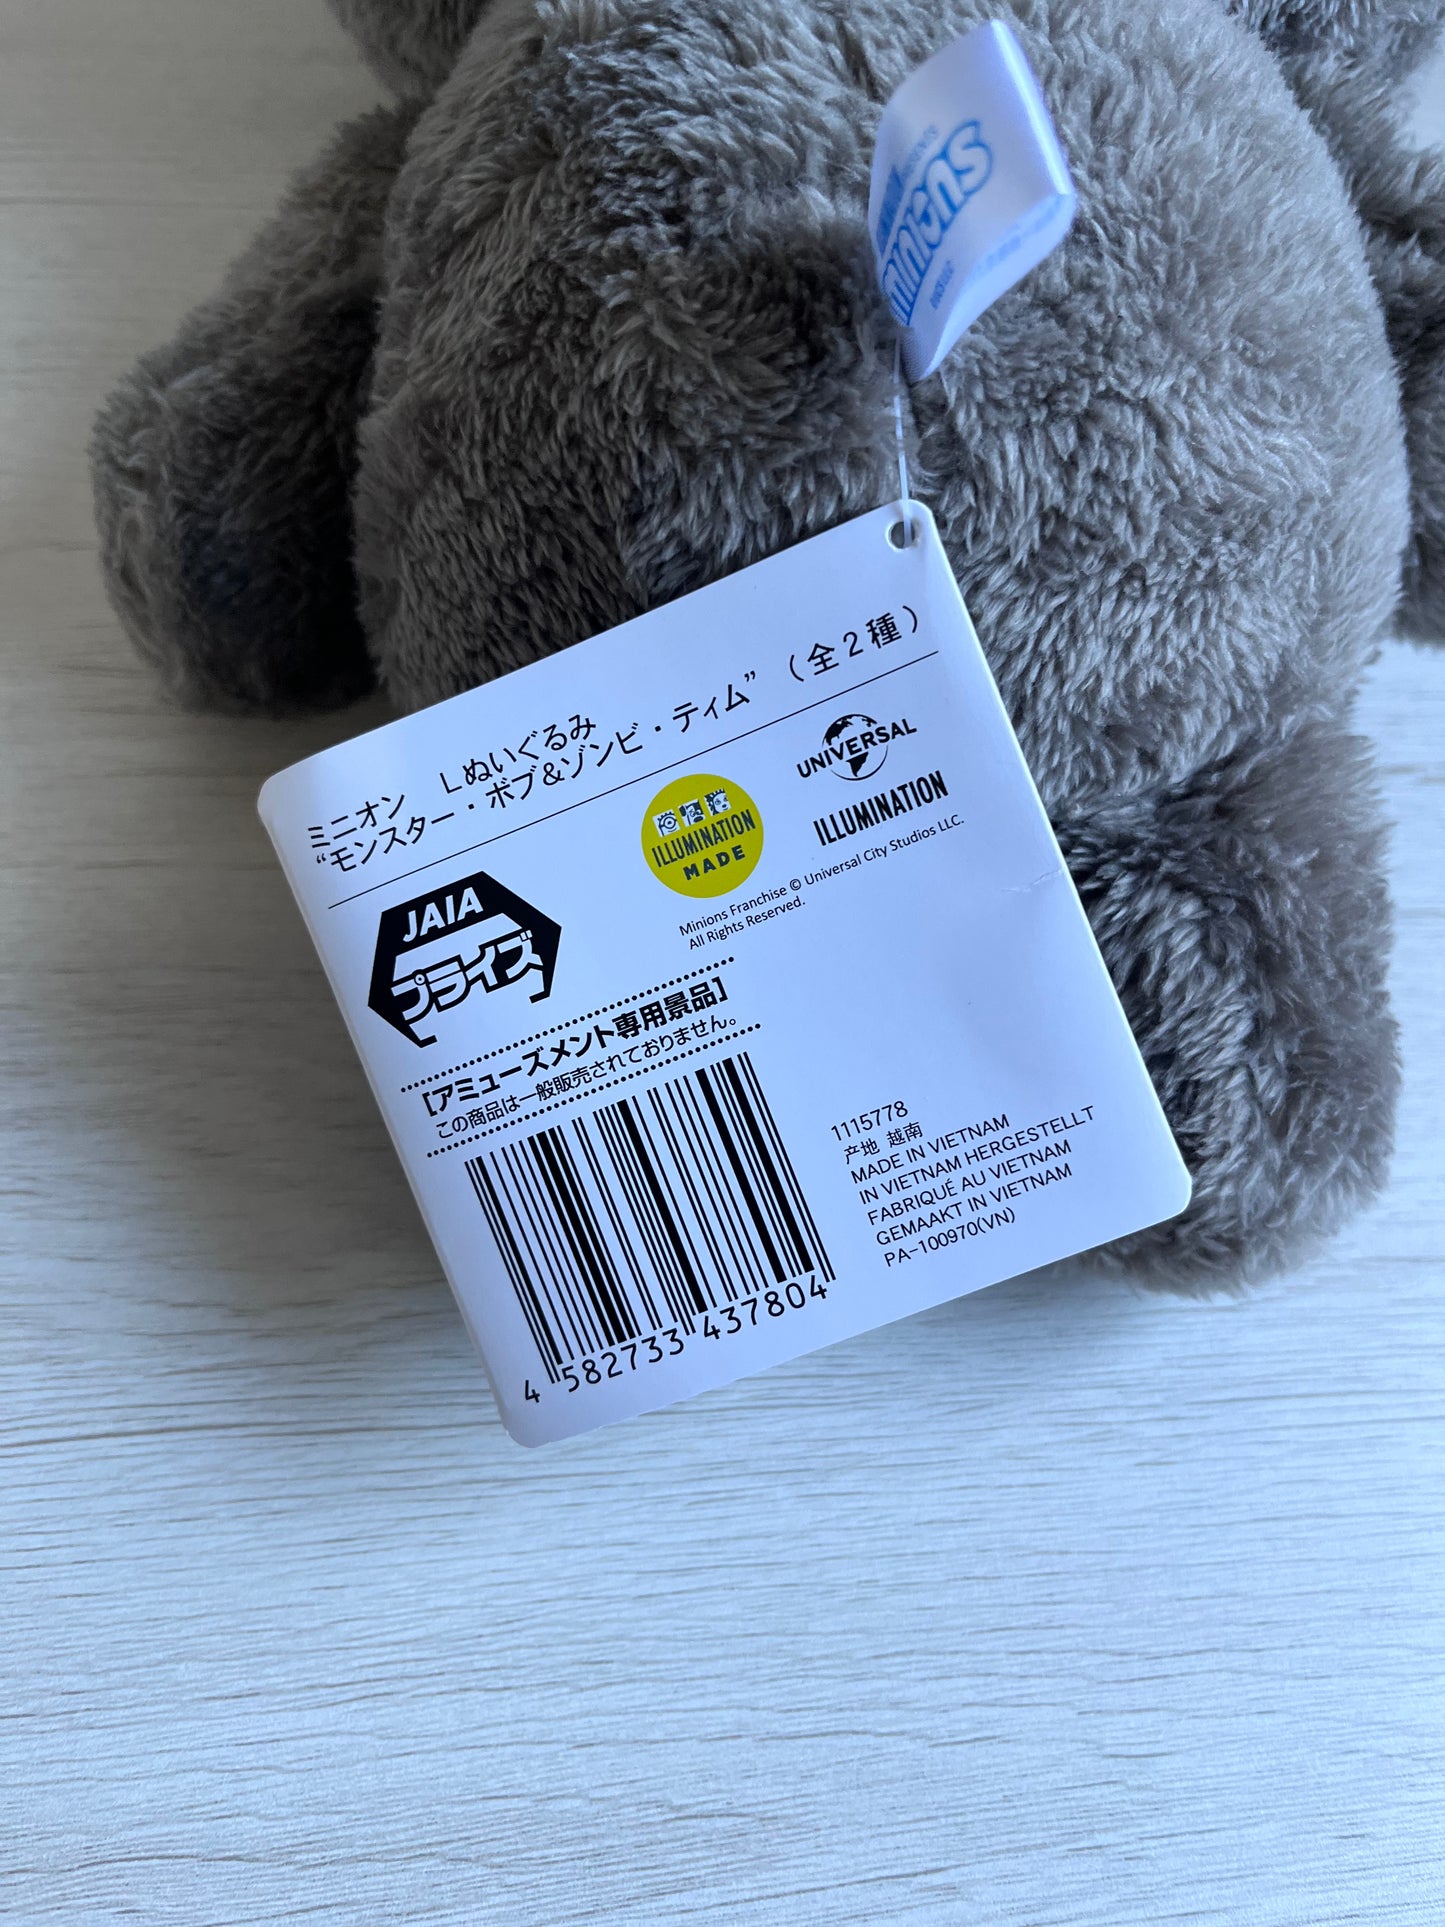 minions
ミニオン Lぬいぐるみ
“モンスター・ボブ&ゾンビ・ティム”（全2種）
ILLUMINATION
MADE
UNIVERSAL
ILLUMINATION
Minions Franchise © Universal City Studios LLC.
All Rights Reserved.
JAIA
プライズ
[アミューズメント専用景品]
この商品は一般販売されておりません。
4 582733 437804
1115778
产地 越南
MADE IN VIETNAM
IN VIETNAM HERGESTELLT
FABRIQUÉ AU VIETNAM
GEMAAKT IN VIETNAM
PA-100970(VN)